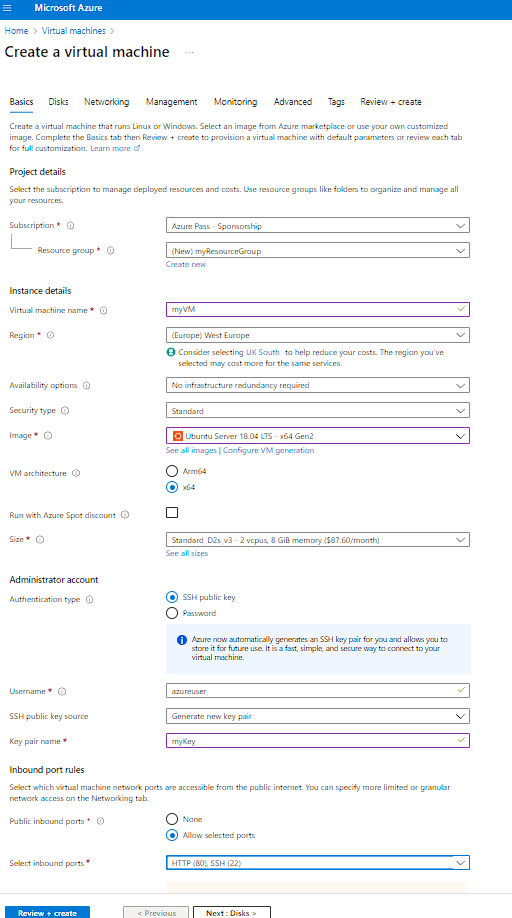 Microsoft Azure
Home > Virtual machines >
Create a virtual machine ...
Basics Disks Networking Management Monitoring Advanced Tags Review + create
Create a virtual machine that runs Linux or Windows. Select an image from Azure marketplace or use your own customized
image. Complete the Basics tab then Review + create to provision a virtual machine with default parameters or review each tab
for full customization. Learn more
Project details
Select the subscription to manage deployed resources and costs. Use resource groups like folders to organize and manage all
your resources.
Subscription * Azure Pass - Sponsorship
Resource group * (New) myResourceGroup
Create new
Instance details
Virtual machine name * myVM
Region * (Europe) West Europe
Consider selecting UK South to help reduce your costs. The region you've
selected may cost more for the same services.
Availability options No infrastructure redundancy required
Security type Standard
Image * Ubuntu Server 18.04 LTS - x64 Gen2
See all images | Configure VM generation
VM architecture Arm64
x64
Run with Azure Spot discount
Size * Standard_D2s_v3 - 2 vcpus, 8 GiB memory ($87.60/month)
See all sizes
Administrator account
Authentication type SSH public key
Password
Azure now automatically generates an SSH key pair for you and allows you to
store it for future use. It is a fast, simple, and secure way to connect to your
virtual machine.
Username * azureuser
SSH public key source Generate new key pair
Key pair name * myKey
Inbound port rules
Select which virtual machine network ports are accessible from the public internet. You can specify more limited or granular
network access on the Networking tab.
Public inbound ports * None
Allow selected ports
Select inbound ports * HTTP (80), SSH (22)
Review + create < Previous Next : Disks >